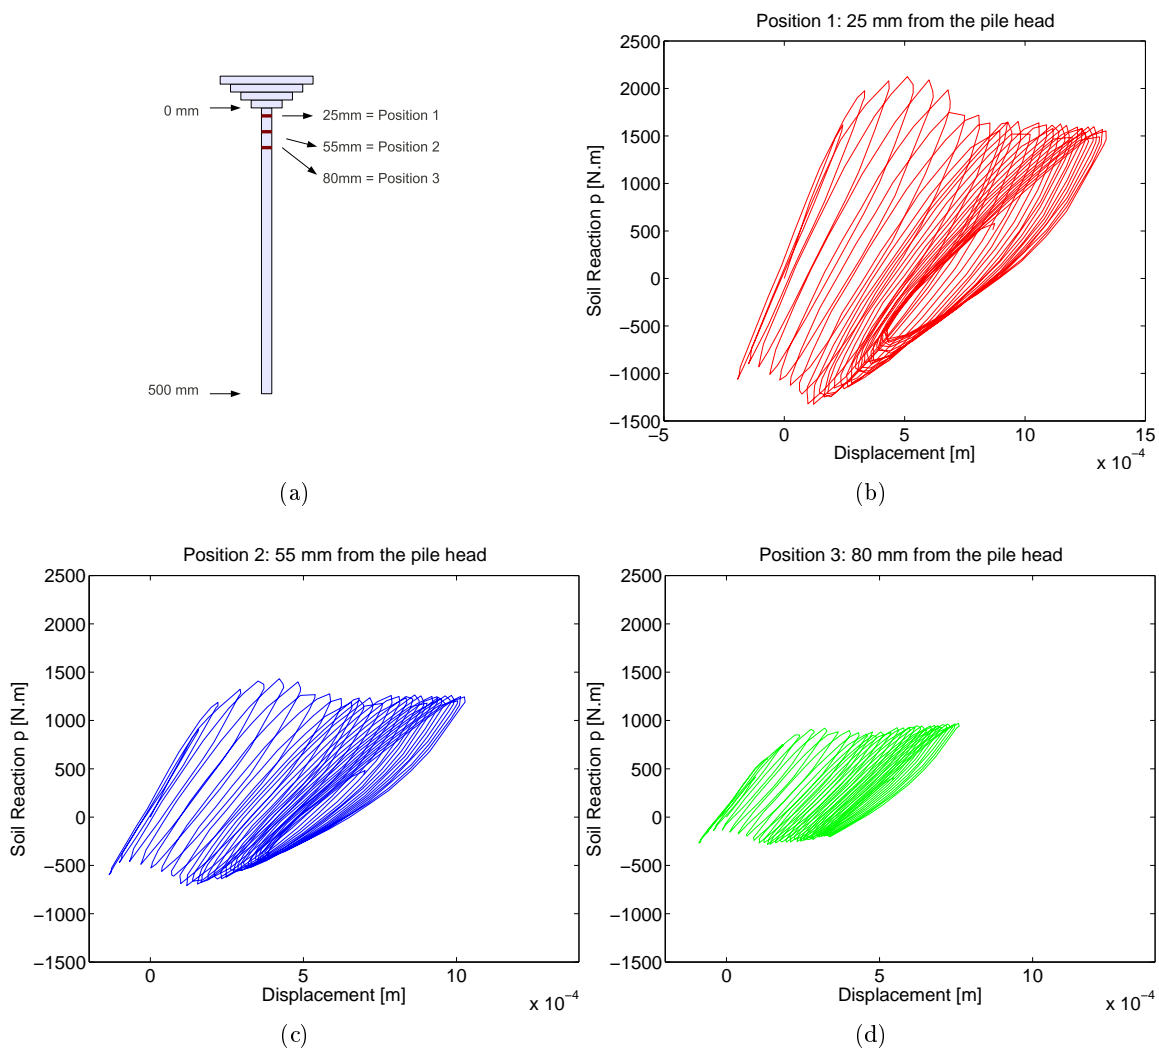 0 mm
25mm = Position 1
55mm = Position 2
80mm = Position 3
500 mm
(a)
Position 1: 25 mm from the pile head
2500
2000
1500
1000
500
0
−500
−1000
−1500
Soil Reaction p [N.m]
−5 0 5 10 15
Displacement [m]
x 10⁻⁴
(b)
Position 2: 55 mm from the pile head
2500
2000
1500
1000
500
0
−500
−1000
−1500
Soil Reaction p [N.m]
0 5 10
Displacement [m]
x 10⁻⁴
(c)
Position 3: 80 mm from the pile head
2500
2000
1500
1000
500
0
−500
−1000
−1500
Soil Reaction p [N.m]
0 5 10
Displacement [m]
x 10⁻⁴
(d)